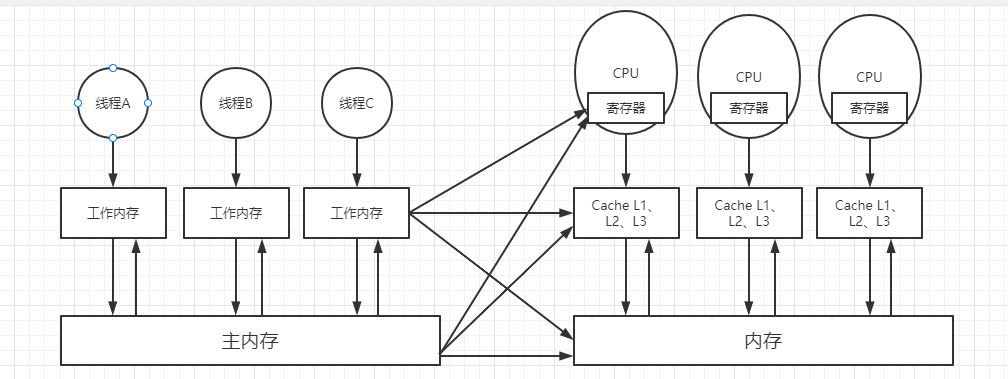 线程A
线程B
线程C
CPU
CPU
CPU
寄存器
寄存器
寄存器
工作内存
工作内存
工作内存
Cache L1、
L2、L3
Cache L1、
L2、L3
Cache L1、
L2、L3
主内存
内存